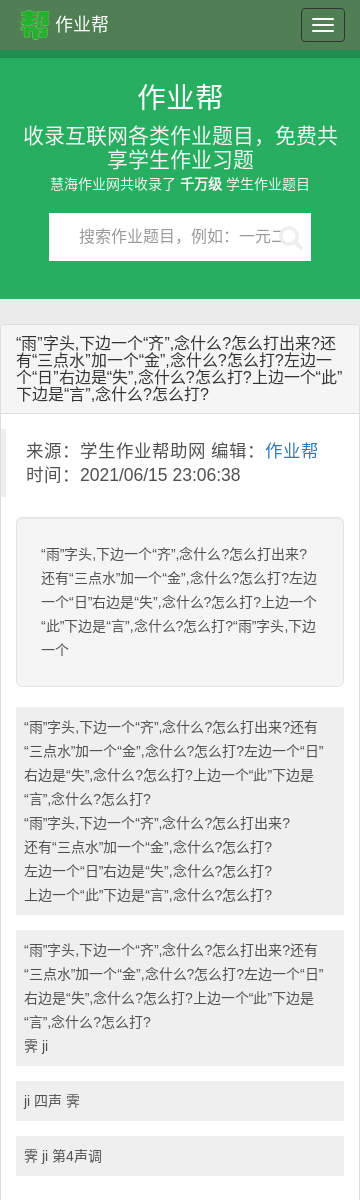 帮 作业帮
作业帮
收录互联网各类作业题目，免费共
享学生作业习题
慧海作业网共收录了 千万级 学生作业题目
搜索作业题目，例如：一元二
“雨”字头,下边一个“齐”,念什么?怎么打出来?还
有“三点水”加一个“金”,念什么?怎么打?左边一
个“日”右边是“失”,念什么?怎么打?上边一个“此”
下边是“言”,念什么?怎么打?
来源：学生作业帮助网 编辑：作业帮
时间：2021/06/15 23:06:38
“雨”字头,下边一个“齐”,念什么?怎么打出来?
还有“三点水”加一个“金”,念什么?怎么打?左边
一个“日”右边是“失”,念什么?怎么打?上边一个
“此”下边是“言”,念什么?怎么打?“雨”字头,下边
一个
“雨”字头,下边一个“齐”,念什么?怎么打出来?还有
“三点水”加一个“金”,念什么?怎么打?左边一个“日”
右边是“失”,念什么?怎么打?上边一个“此”下边是
“言”,念什么?怎么打?
“雨”字头,下边一个“齐”,念什么?怎么打出来?
还有“三点水”加一个“金”,念什么?怎么打?
左边一个“日”右边是“失”,念什么?怎么打?
上边一个“此”下边是“言”,念什么?怎么打?
“雨”字头,下边一个“齐”,念什么?怎么打出来?还有
“三点水”加一个“金”,念什么?怎么打?左边一个“日”
右边是“失”,念什么?怎么打?上边一个“此”下边是
“言”,念什么?怎么打?
霁 ji
ji 四声 霁
霁 ji 第4声调